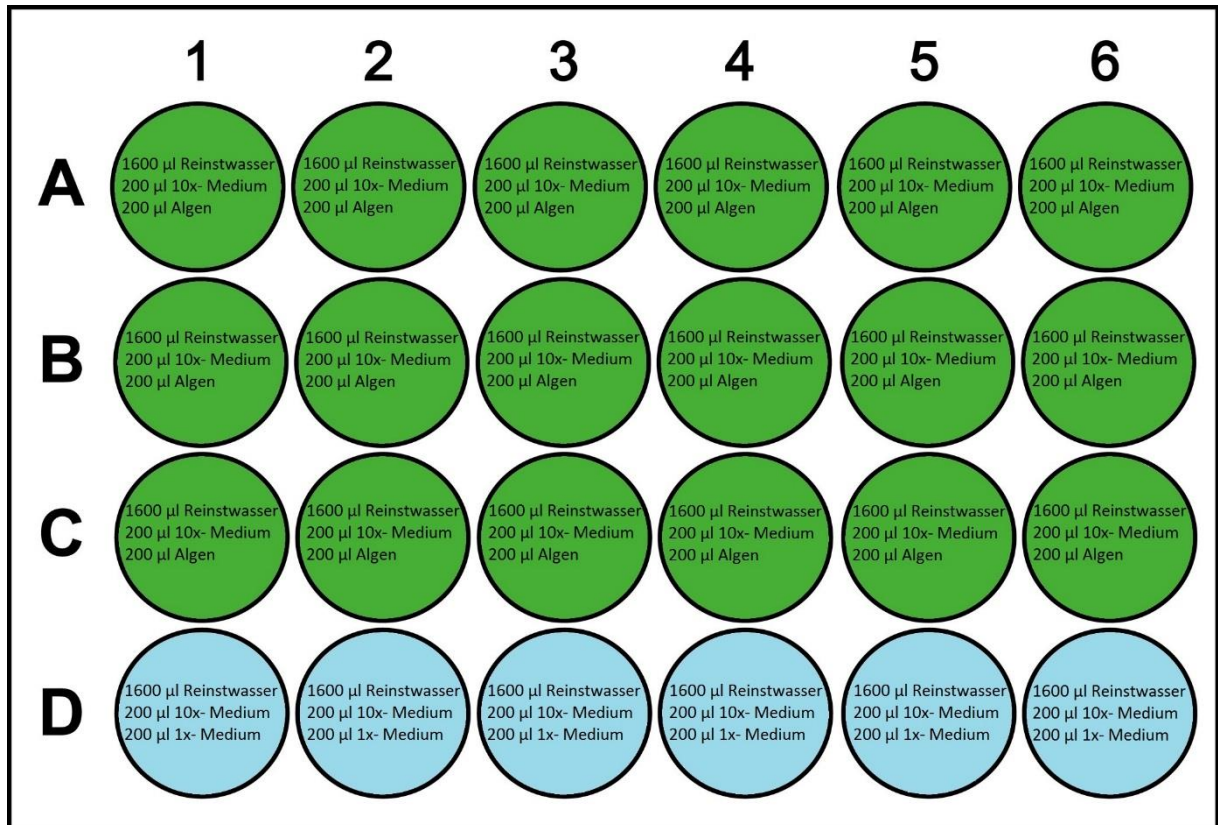 1 2 3 4 5 6
A
1600 µl Reinstwasser 1600 µl Reinstwasser 1600 µl Reinstwasser 1600 µl Reinstwasser 1600 µl Reinstwasser 1600 µl Reinstwasser
200 µl 10x- Medium 200 µl 10x- Medium 200 µl 10x- Medium 200 µl 10x- Medium 200 µl 10x- Medium 200 µl 10x- Medium
200 µl Algen 200 µl Algen 200 µl Algen 200 µl Algen 200 µl Algen 200 µl Algen
B
1600 µl Reinstwasser 1600 µl Reinstwasser 1600 µl Reinstwasser 1600 µl Reinstwasser 1600 µl Reinstwasser 1600 µl Reinstwasser
200 µl 10x- Medium 200 µl 10x- Medium 200 µl 10x- Medium 200 µl 10x- Medium 200 µl 10x- Medium 200 µl 10x- Medium
200 µl Algen 200 µl Algen 200 µl Algen 200 µl Algen 200 µl Algen 200 µl Algen
C
1600 µl Reinstwasser 1600 µl Reinstwasser 1600 µl Reinstwasser 1600 µl Reinstwasser 1600 µl Reinstwasser 1600 µl Reinstwasser
200 µl 10x- Medium 200 µl 10x- Medium 200 µl 10x- Medium 200 µl 10x- Medium 200 µl 10x- Medium 200 µl 10x- Medium
200 µl Algen 200 µl Algen 200 µl Algen 200 µl Algen 200 µl Algen 200 µl Algen
D
1600 µl Reinstwasser 1600 µl Reinstwasser 1600 µl Reinstwasser 1600 µl Reinstwasser 1600 µl Reinstwasser 1600 µl Reinstwasser
200 µl 10x- Medium 200 µl 10x- Medium 200 µl 10x- Medium 200 µl 10x- Medium 200 µl 10x- Medium 200 µl 10x- Medium
200 µl 1x- Medium 200 µl 1x- Medium 200 µl 1x- Medium 200 µl 1x- Medium 200 µl 1x- Medium 200 µl 1x- Medium